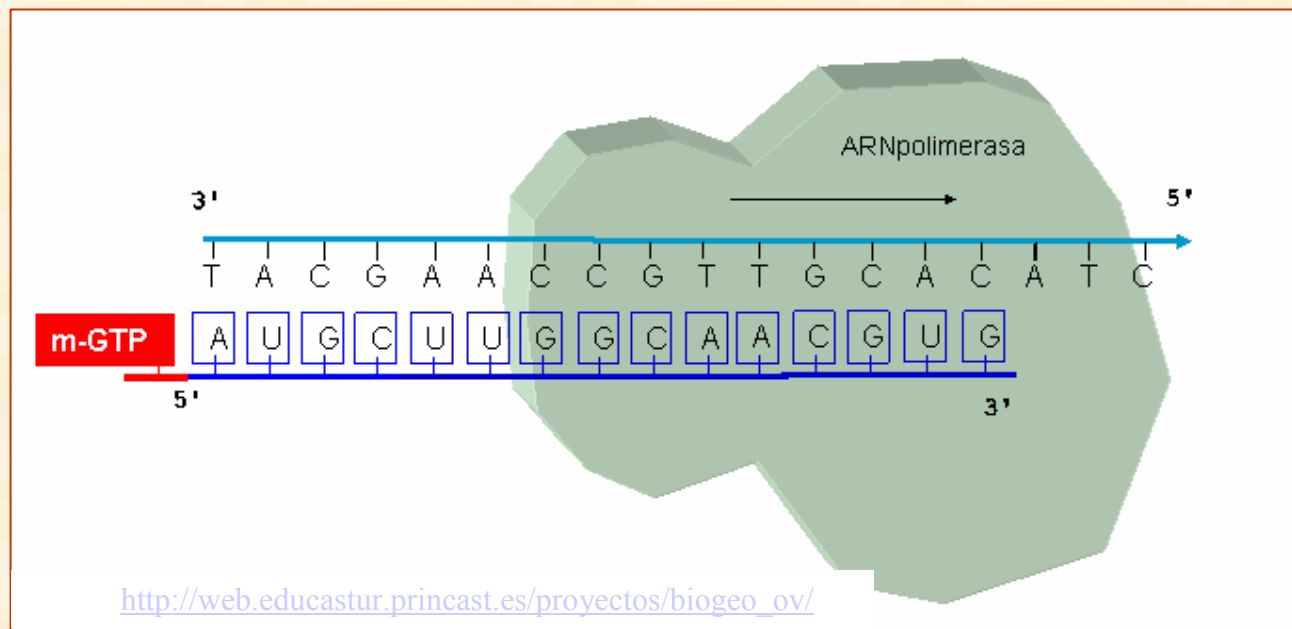 ARNpolimerasa
3' 5'
T A C G A A C C G T T G C A C A T C
m-GTP A U G C U U G G C A A C G U G
5' 3'
http://web.educastur.princast.es/proyectos/biogeo_ov/